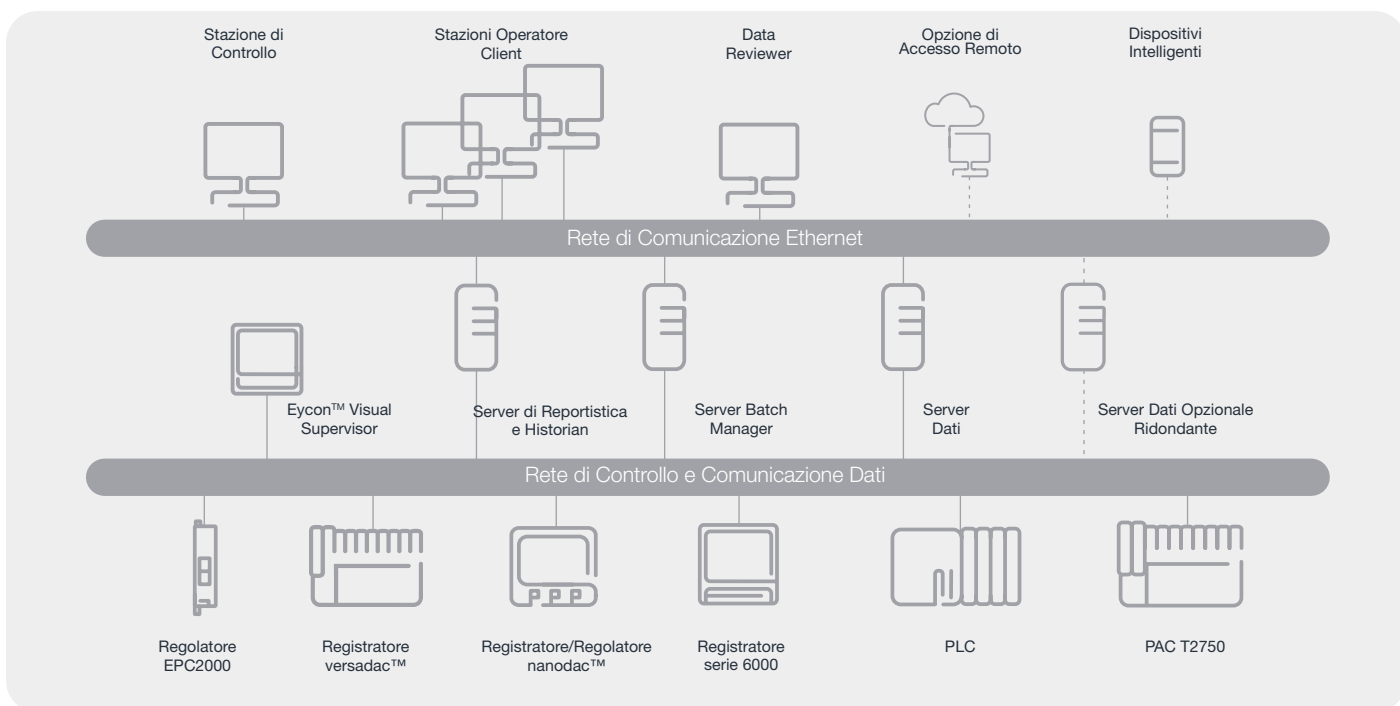 Stazione di
Controllo
Stazioni Operatore
Client
Data
Reviewer
Opzione di
Accesso Remoto
Dispositivi
Intelligenti
Rete di Comunicazione Ethernet
Eycon™ Visual
Supervisor
Server di Reportistica
e Historian
Server Batch
Manager
Server
Dati
Server Dati Opzionale
Ridondante
Rete di Controllo e Comunicazione Dati
Regolatore
EPC2000
Registratore
versadac™
Registratore/Regolatore
nanodac™
Registratore
serie 6000
PLC
PAC T2750